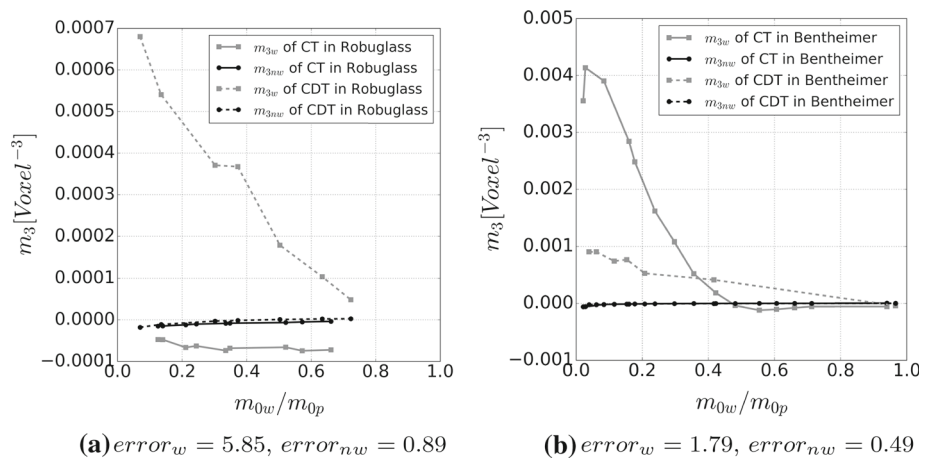 0.0007
0.0006
0.0005
0.0004
0.0003
0.0002
0.0001
0.0000
−0.0001
m₃[Voxel⁻³]
m₃w of CT in Robuglass
m₃nw of CT in Robuglass
m₃w of CDT in Robuglass
m₃nw of CDT in Robuglass
0.0 0.2 0.4 0.6 0.8 1.0
m₀w/m₀p
(a) error_w = 5.85, error_nw = 0.89
0.005
0.004
0.003
0.002
0.001
0.000
−0.001
m₃[Voxel⁻³]
m₃w of CT in Bentheimer
m₃nw of CT in Bentheimer
m₃w of CDT in Bentheimer
m₃nw of CDT in Bentheimer
0.0 0.2 0.4 0.6 0.8 1.0
m₀w/m₀p
(b) error_w = 1.79, error_nw = 0.49